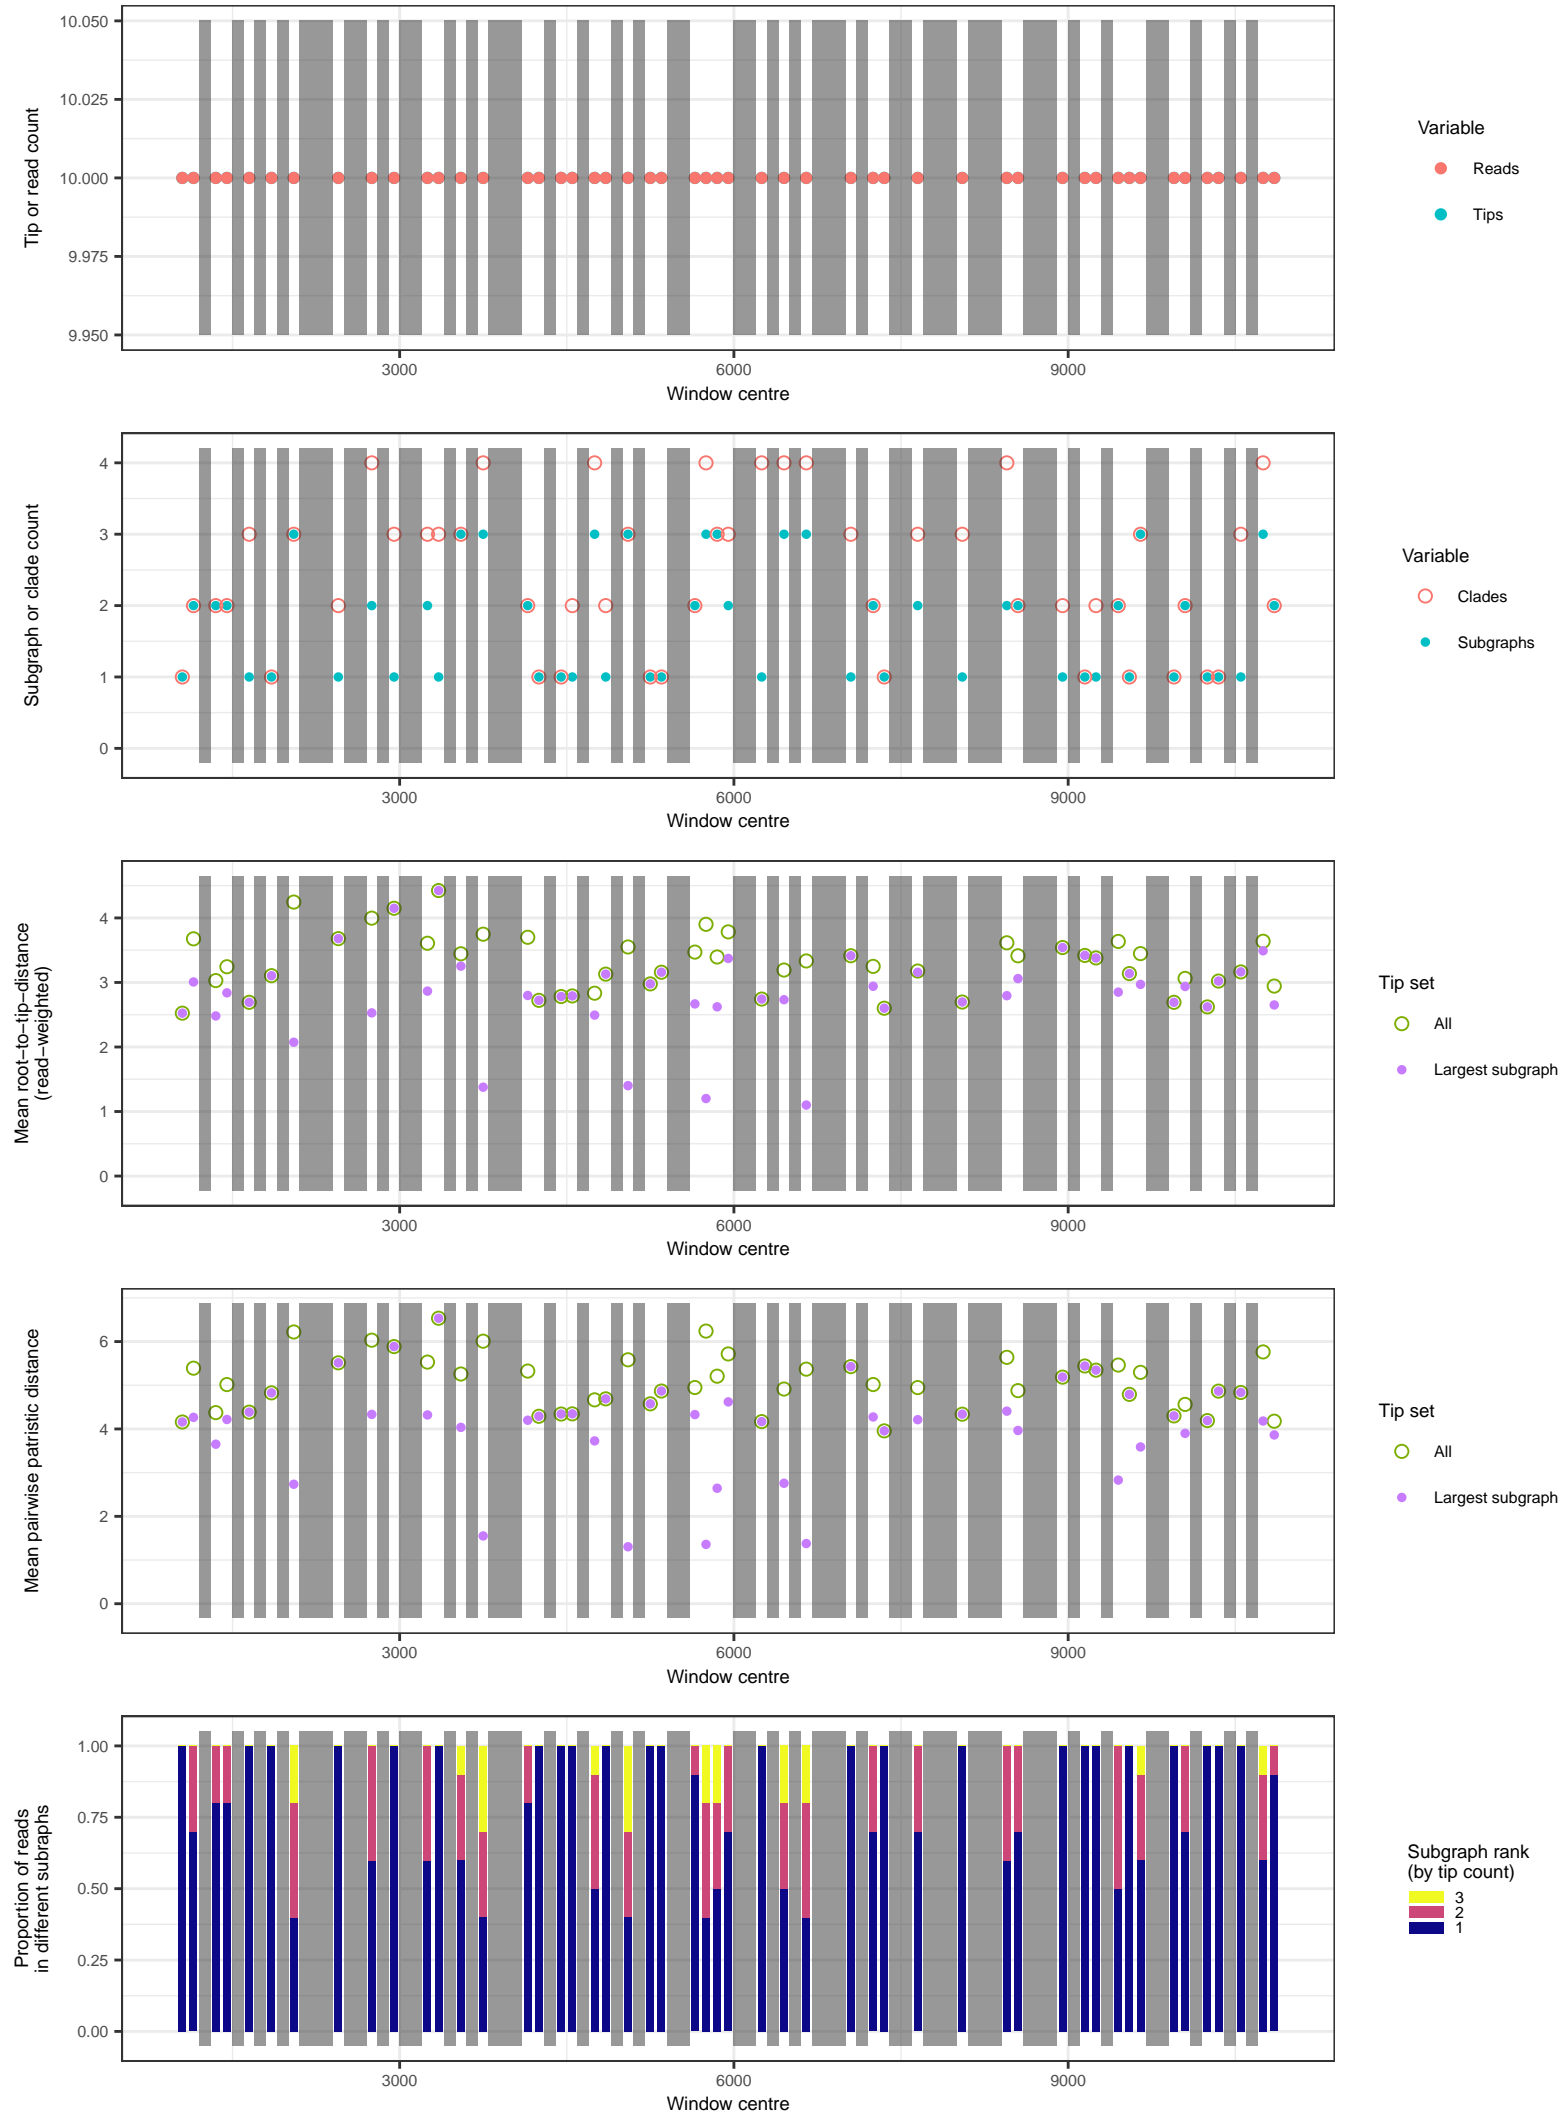 10.050
10.025
10.000
9.975
9.950
Tip or read count
3000
6000
9000
Window centre
Variable
Reads
Tips
4
3
2
1
0
Subgraph or clade count
3000
6000
9000
Window centre
Variable
Clades
Subgraphs
4
3
2
1
0
Mean root−to−tip−distance
(read−weighted)
3000
6000
9000
Window centre
Tip set
All
Largest subgraph
6
4
2
0
Mean pairwise patristic distance
3000
6000
9000
Window centre
Tip set
All
Largest subgraph
1.00
0.75
0.50
0.25
0.00
Proportion of reads
in different subraphs
3000
6000
9000
Window centre
Subgraph rank
(by tip count)
3
2
1